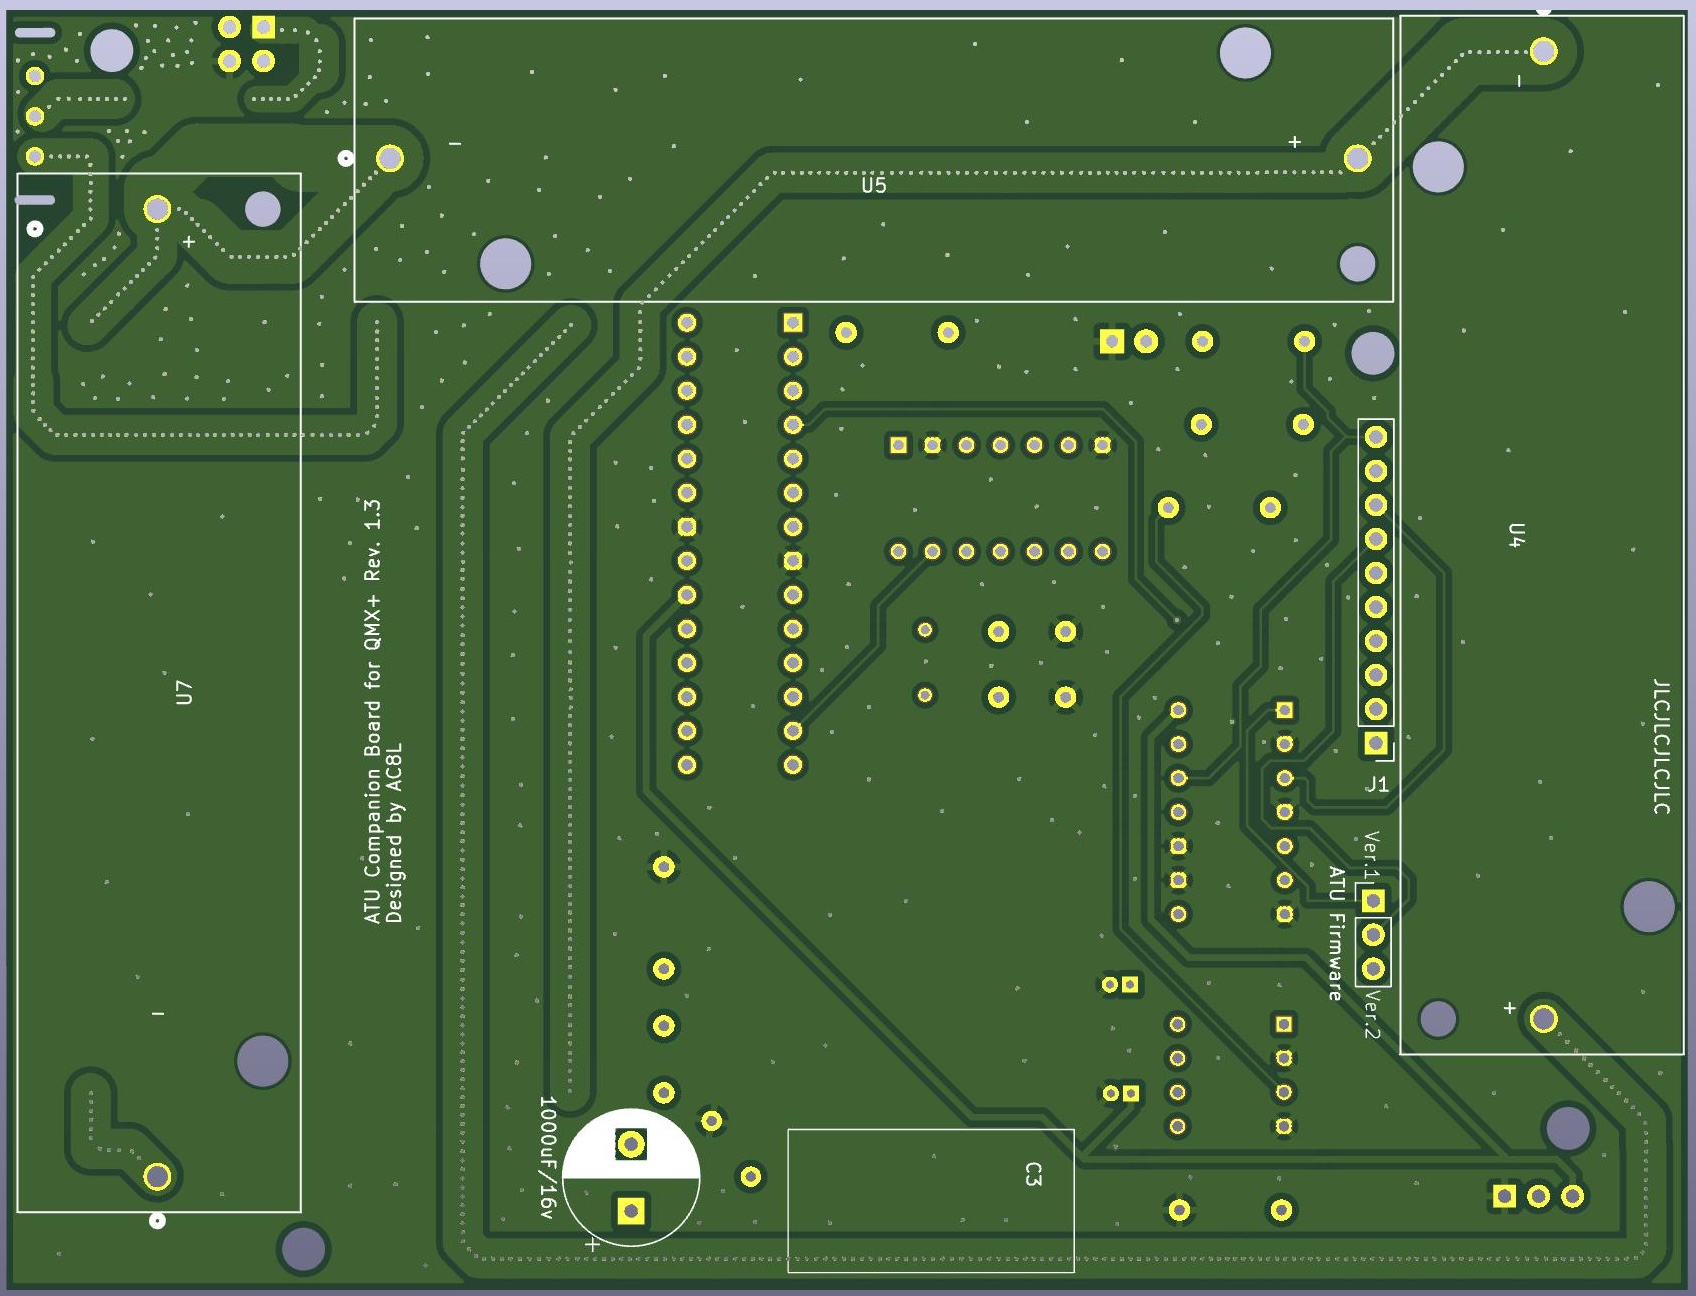 U5
U4
U7
ATU Companion Board for QMX+ Rev. 1.3
Designed by AC8L
JLCJLCJLCJLC
J1
Ver.1
ATU Firmware
Ver.2
1000uF/16v
C3
+
+
+
+
-
-
-